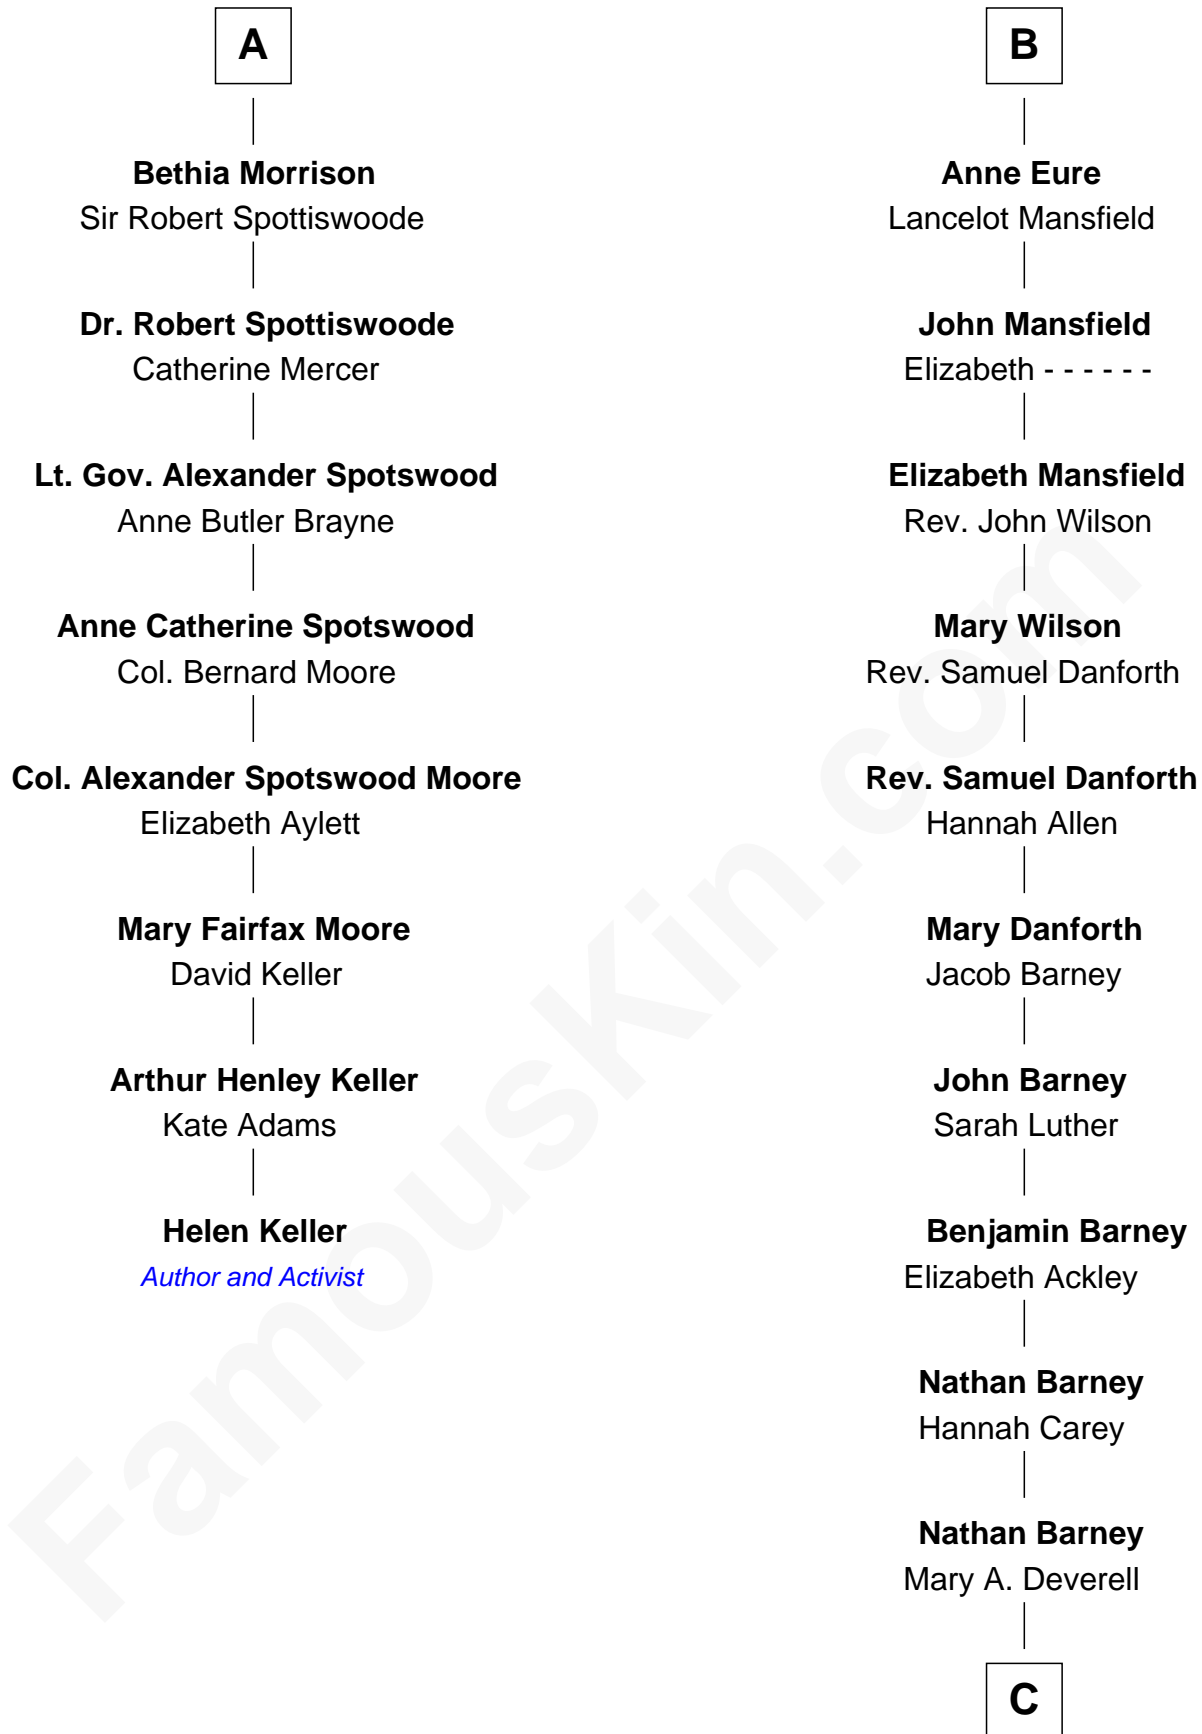 A
Bethia Morrison
Sir Robert Spottiswoode
Dr. Robert Spottiswoode
Catherine Mercer
Lt. Gov. Alexander Spotswood
Anne Butler Brayne
Anne Catherine Spotswood
Col. Bernard Moore
Col. Alexander Spotswood Moore
Elizabeth Aylett
Mary Fairfax Moore
David Keller
Arthur Henley Keller
Kate Adams
Helen Keller
Author and Activist
B
Anne Eure
Lancelot Mansfield
John Mansfield
Elizabeth - - - - - -
Elizabeth Mansfield
Rev. John Wilson
Mary Wilson
Rev. Samuel Danforth
Rev. Samuel Danforth
Hannah Allen
Mary Danforth
Jacob Barney
John Barney
Sarah Luther
Benjamin Barney
Elizabeth Ackley
Nathan Barney
Hannah Carey
Nathan Barney
Mary A. Deverell
C
FamousKin.com